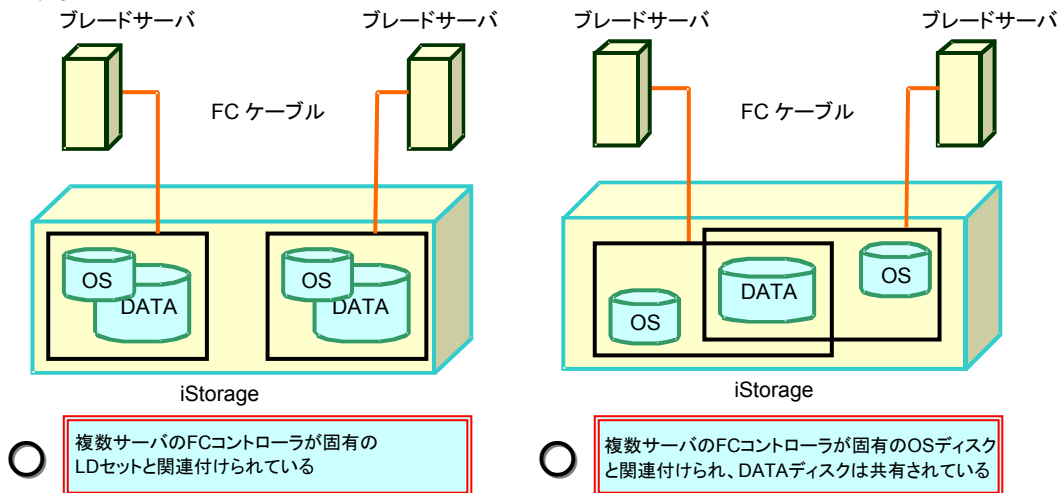 ブレードサーバ
ブレードサーバ
FC ケーブル
OS
DATA
OS
DATA
iStorage
複数サーバのFCコントローラが固有の
LDセットと関連付けられている
ブレードサーバ
ブレードサーバ
FC ケーブル
OS
DATA
OS
iStorage
複数サーバのFCコントローラが固有のOSディスク
と関連付けられ、DATAディスクは共有されている